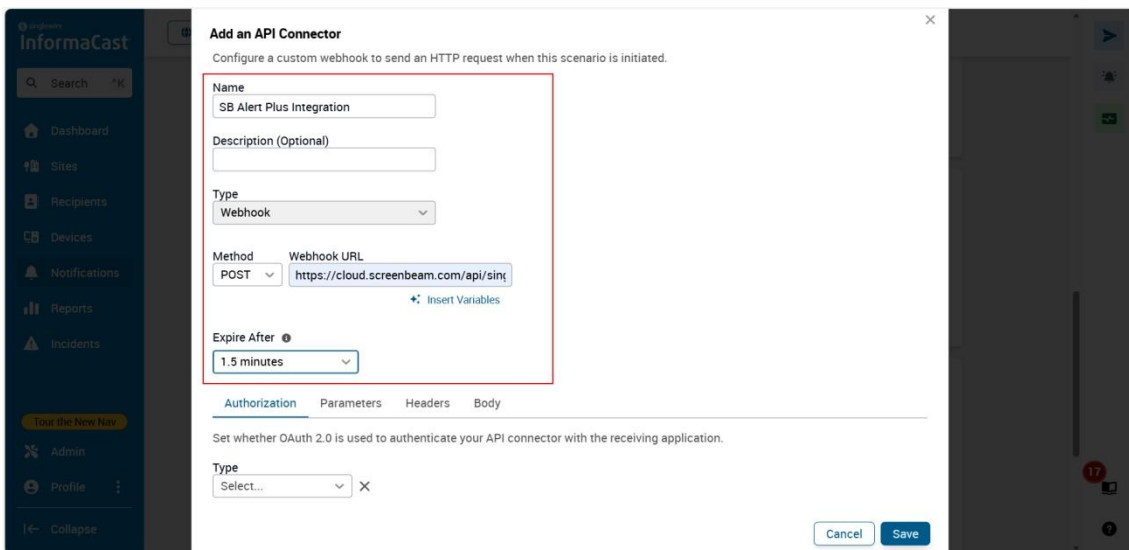 Add an API Connector
Configure a custom webhook to send an HTTP request when this scenario is initiated.
Name
SB Alert Plus Integration
Description (Optional)
Type
Webhook
Method Webhook URL
POST https://cloud.screenbeam.com/api/sing
Insert Variables
Expire After
1.5 minutes
Authorization Parameters Headers Body
Set whether OAuth 2.0 is used to authenticate your API connector with the receiving application.
Type
Select...
Cancel Save
singlewire
InformaCast
Search ^K
Dashboard
Sites
Recipients
Devices
Notifications
Reports
Incidents
Tour the New Nav
Admin
Profile
Collapse
17